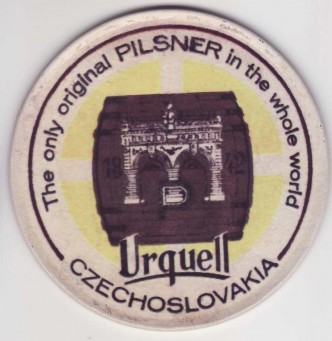 The only original PILSNER in the whole world
18 42
P
Urquell
CZECHOSLOVAKIA